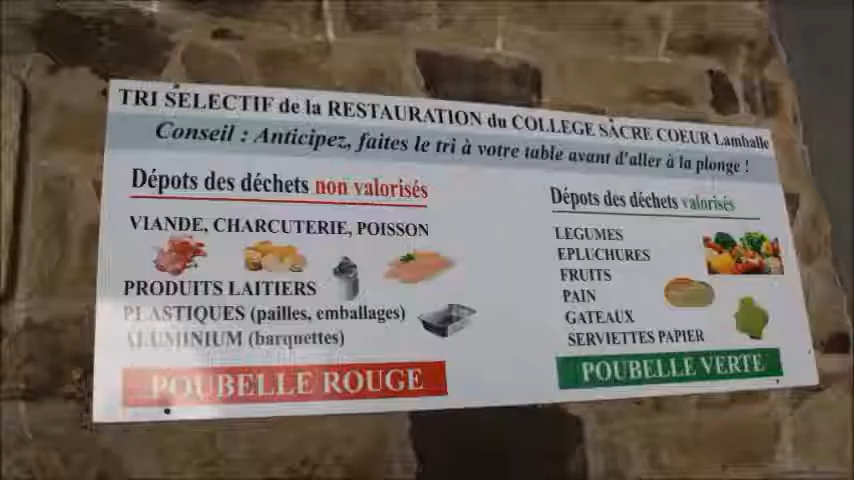 TRI SELECTIF de la RESTAURATION du COLLEGE SACRE COEUR Lamballe
Conseil : Anticipez, faites le tri à votre table avant d'aller à la plonge !
Dépots des déchets non valorisés
VIANDE, CHARCUTERIE, POISSON
PRODUITS LAITIERS
PLASTIQUES (pailles, emballages)
ALUMINIUM (barquettes)
POUBELLE ROUGE
Dépots des déchets valorisés
LEGUMES
EPLUCHURES
FRUITS
PAIN
GATEAUX
SERVIETTES PAPIER
POUBELLE VERTE